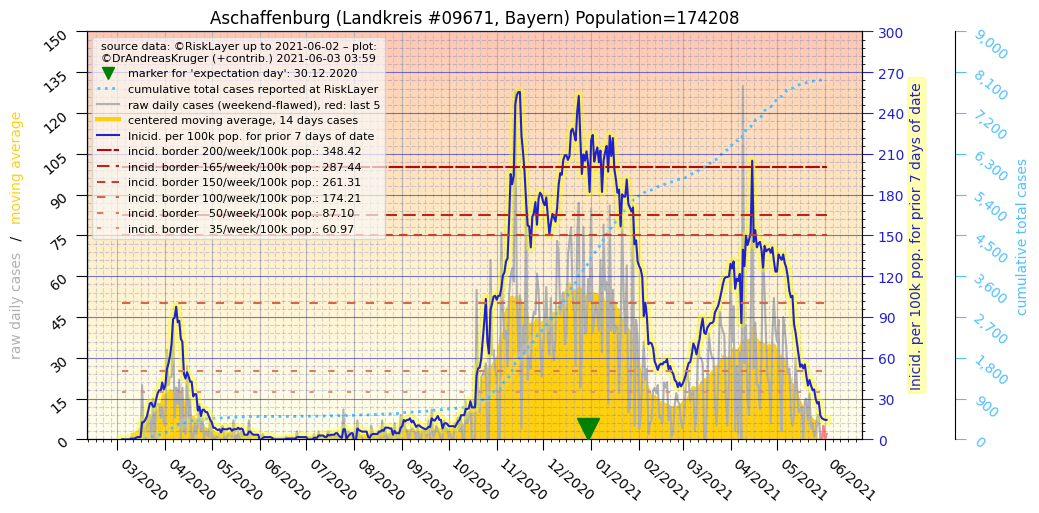 Aschaffenburg (Landkreis #09671, Bayern) Population=174208
source data: ©RiskLayer up to 2021-06-02 – plot:
©DrAndreasKruger (+contrib.) 2021-06-03 03:59
marker for 'expectation day': 30.12.2020
cumulative total cases reported at RiskLayer
raw daily cases (weekend-flawed), red: last 5
centered moving average, 14 days cases
Inicid. per 100k pop. for prior 7 days of date
incid. border 200/week/100k pop.: 348.42
incid. border 165/week/100k pop.: 287.44
incid. border 150/week/100k pop.: 261.31
incid. border 100/week/100k pop.: 174.21
incid. border   50/week/100k pop.: 87.10
incid. border   35/week/100k pop.: 60.97
raw daily cases   /   moving average
150
135
120
105
90
75
60
45
30
15
0
300
270
240
210
180
150
120
90
60
30
0
Inicid. per 100k pop. for prior 7 days of date
9,000
8,100
7,200
6,300
5,400
4,500
3,600
2,700
1,800
900
0
cumulative total cases
03/2020
04/2020
05/2020
06/2020
07/2020
08/2020
09/2020
10/2020
11/2020
12/2020
01/2021
02/2021
03/2021
04/2021
05/2021
06/2021